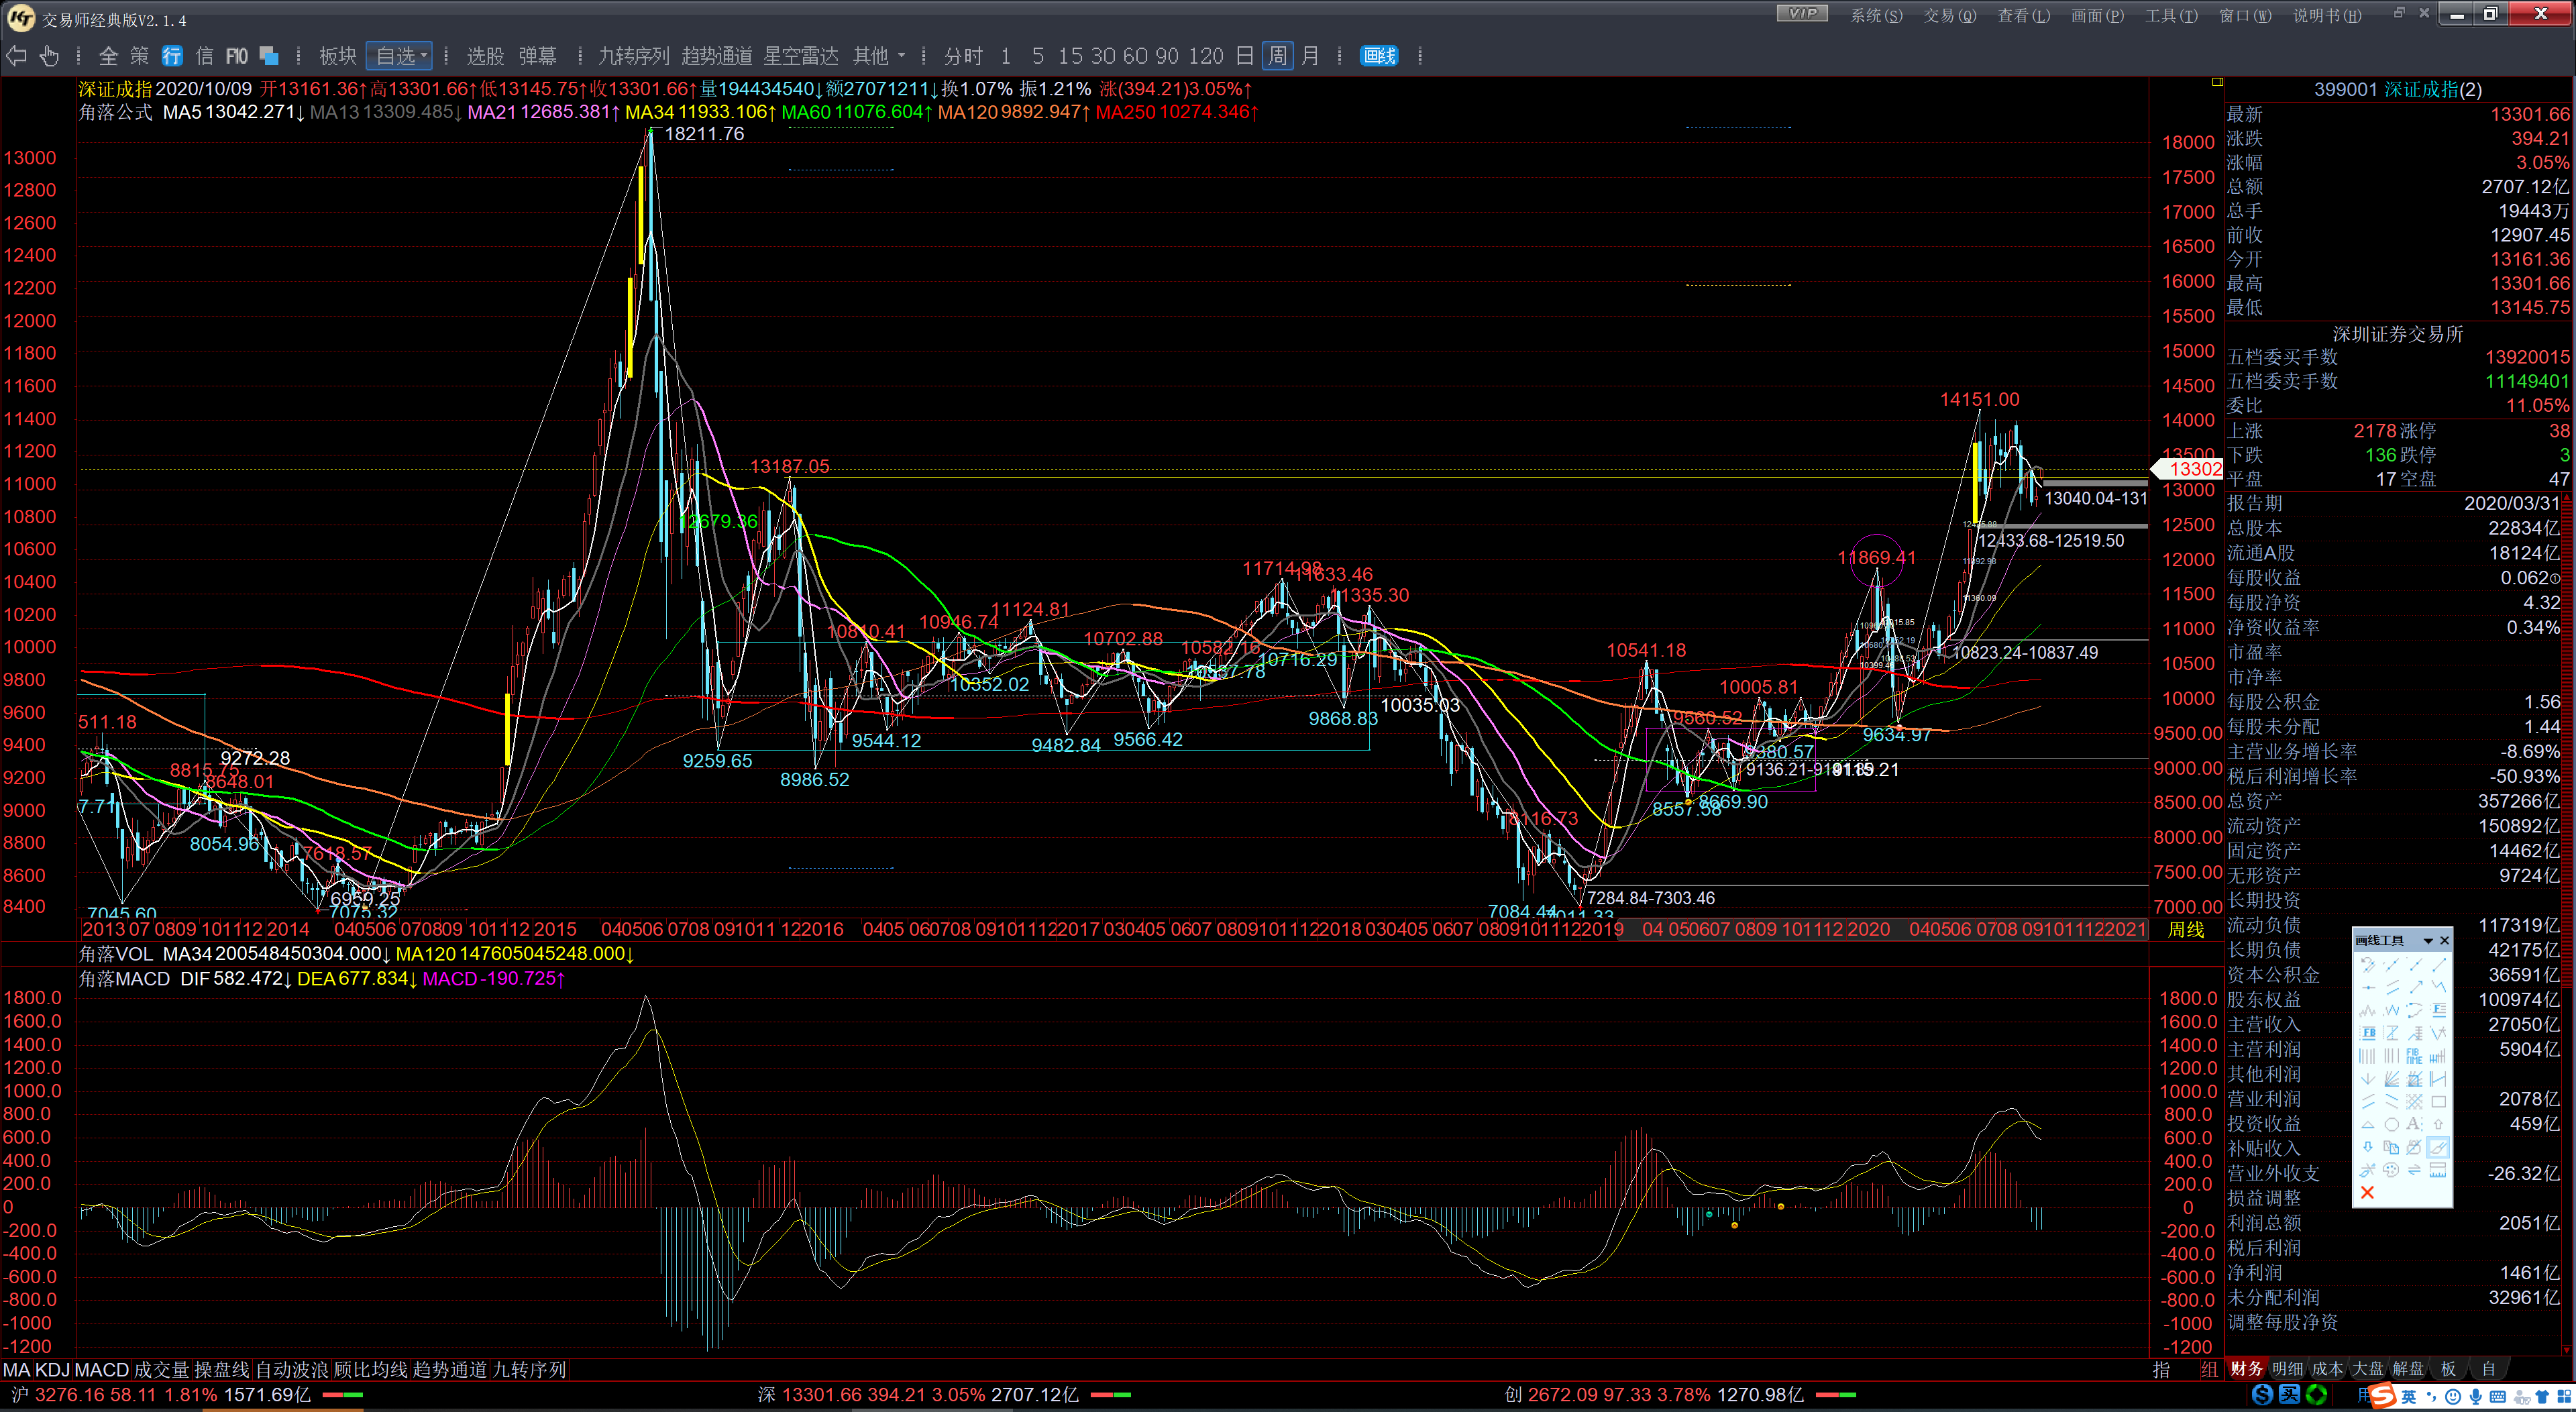 交易师经典版V2.1.4
VIP 系统(S) 交易(Q) 查看(L) 画面(P) 工具(T) 窗口(W) 说明书(H)
全 策 行 信 F10 板块 自选 选股 弹幕 九转序列 趋势通道 星空雷达 其他 分时 1 5 15 30 60 90 120 日 周 月 画线
深证成指 2020/10/09 开13161.36↑高13301.66↑低13145.75↑收13301.66↑量194434540↓额27071211↓换1.07% 振1.21% 涨(394.21)3.05%↑
角落公式 MA5 13042.271↓ MA13 13309.485↓ MA21 12685.381↑ MA34 11933.106↑ MA60 11076.604↑ MA120 9892.947↑ MA250 10274.346↑
13000
12800
12600
12400
12200
12000
11800
11600
11400
11200
11000
10800
10600
10400
10200
10000
9800
9600
9400
9200
9000
8800
8600
8400
18211.76
13187.05
12679.36
14151.00
13040.04-131
12433.68-12519.50
11869.41
11714.98
11633.46
11335.30
11124.81
10946.74
10810.41
10702.88
10582.16
10716.29
10557.78
10352.02
10541.18
10005.81
10823.24-10837.49
10035.03
9868.83
9634.97
9580.52
9380.57
9544.12
9482.84
9566.42
9259.65
8986.52
9136.21-9
511.18
9272.28
8815.75
8648.01
7.71
8054.96
7618.57
6959.25
7075.32
7045.60
8557.58
8669.90
8116.73
7084.44
7011.33
7284.84-7303.46
18000
17500
17000
16500
16000
15500
15000
14500
14000
13500
13302
13000
12500
12000
11500
11000
10500
10000
9500.00
9000.00
8500.00
8000.00
7500.00
7000.00
2013 07 0809 101112 2014 040506 070809 101112 2015 040506 0708 091011 122016 0405 060708 09101112 2017 030405 0607 0809101112 2018 030405 0607 0809101112 2019 04 050607 0809 101112 2020 040506 0708 091011122021 周线
角落VOL MA34 200548450304.000↓ MA120 147605045248.000↓
角落MACD DIF 582.472↓ DEA 677.834↓ MACD -190.725↑
1800.0
1600.0
1400.0
1200.0
1000.0
800.0
600.0
400.0
200.0
0
-200.0
-400.0
-600.0
-800.0
-1000
-1200
1800.0
1600.0
1400.0
1200.0
1000.0
800.0
600.0
400.0
200.0
0
-200.0
-400.0
-600.0
-800.0
-1000
-1200
399001 深证成指(2)
最新 13301.66
涨跌 394.21
涨幅 3.05%
总额 2707.12亿
总手 19443万
前收 12907.45
今开 13161.36
最高 13301.66
最低 13145.75
深圳证券交易所
五档委买手数 13920015
五档委卖手数 11149401
委比 11.05%
上涨 2178 涨停 38
下跌 136 跌停 3
平盘 17 空盘 47
报告期 2020/03/31
总股本 22834亿
流通A股 18124亿
每股收益 0.062①
每股净资 4.32
净资收益率 0.34%
市盈率
市净率
每股公积金 1.56
每股未分配 1.44
主营业务增长率 -8.69%
税后利润增长率 -50.93%
总资产 357266亿
流动资产 150892亿
固定资产 14462亿
无形资产 9724亿
长期投资
流动负债 117319亿
长期负债 42175亿
资本公积金 36591亿
股东权益 100974亿
主营收入 27050亿
主营利润 5904亿
其他利润
营业利润 2078亿
投资收益 459亿
补贴收入
营业外收支 -26.32亿
损益调整
利润总额 2051亿
税后利润
净利润 1461亿
未分配利润 32961亿
调整每股净资
画线工具
MA KDJ MACD 成交量 操盘线 自动波浪 顾比均线 趋势通道 九转序列 指 组
财务 明细 成本 大盘 解盘 板 自
沪 3276.16 58.11 1.81% 1571.69亿 深 13301.66 394.21 3.05% 2707.12亿 创 2672.09 97.33 3.78% 1270.98亿
英